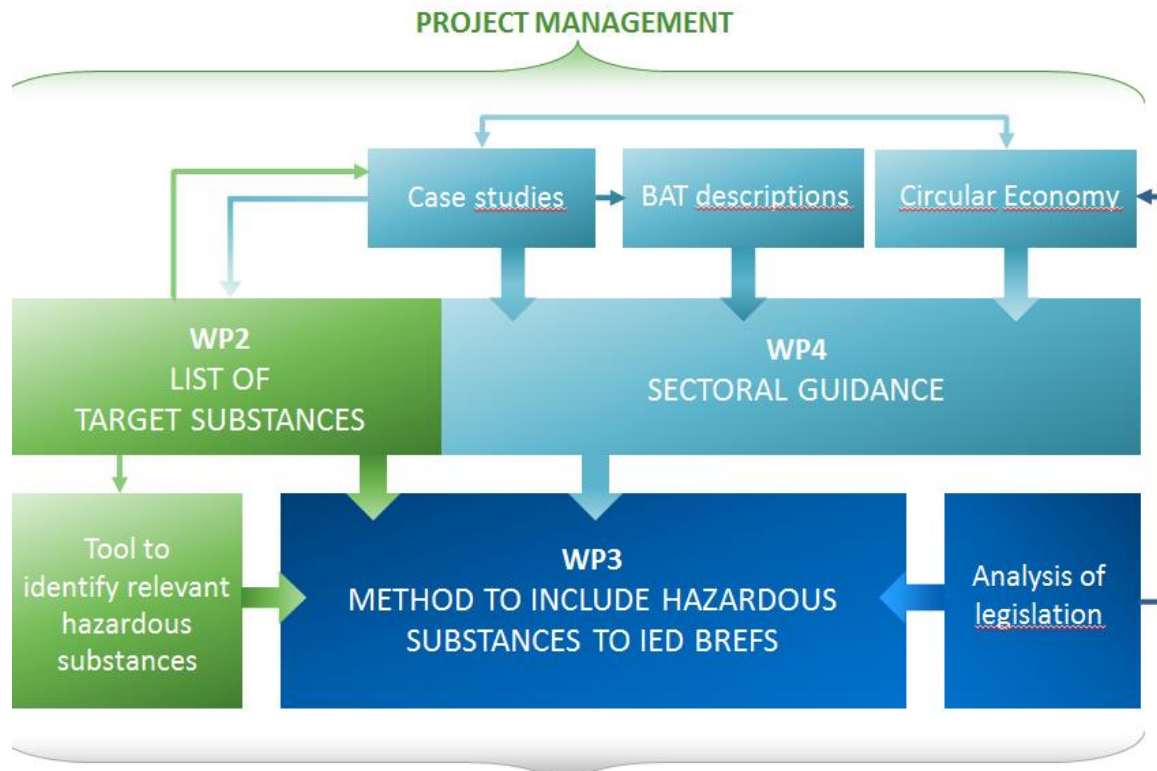 PROJECT MANAGEMENT
Case studies
BAT descriptions
Circular Economy
WP2
LIST OF
TARGET SUBSTANCES
WP4
SECTORAL GUIDANCE
Tool to
identify relevant
hazardous
substances
WP3
METHOD TO INCLUDE HAZARDOUS
SUBSTANCES TO IED BREFS
Analysis of
legislation